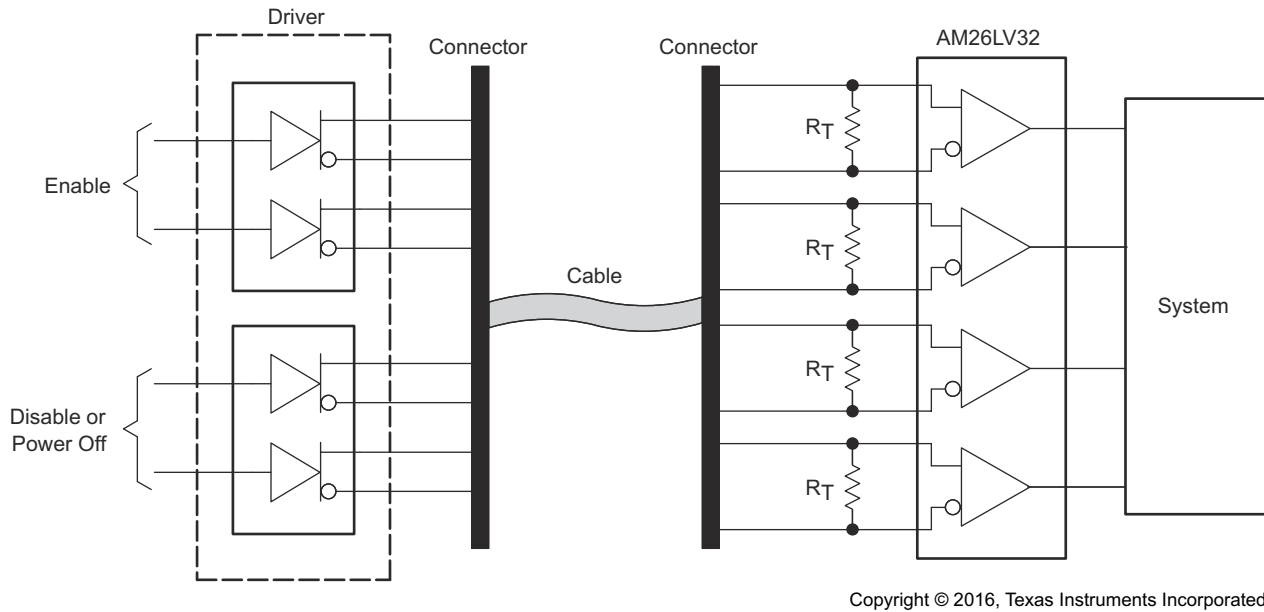 Driver
Connector
Connector
AM26LV32
Enable
Disable or
Power Off
Cable
RT
RT
RT
RT
System
Copyright © 2016, Texas Instruments Incorporated